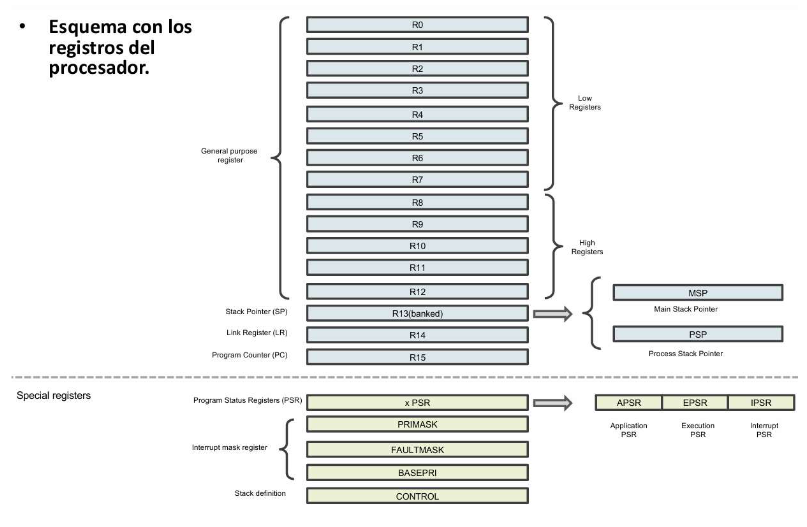 • Esquema con los
registros del
procesador.
R0
R1
R2
R3
R4
R5
R6
R7
Low
Registers
General purpose
register
R8
R9
R10
R11
R12
High
Registers
Stack Pointer (SP)
R13(banked)
MSP
Main Stack Pointer
Link Register (LR)
R14
PSP
Process Stack Pointer
Program Counter (PC)
R15
Special registers
Program Status Registers (PSR)
x PSR
APSR EPSR IPSR
Application
PSR
Execution
PSR
Interrupt
PSR
Interrupt mask register
PRIMASK
FAULTMASK
BASEPRI
Stack definition
CONTROL